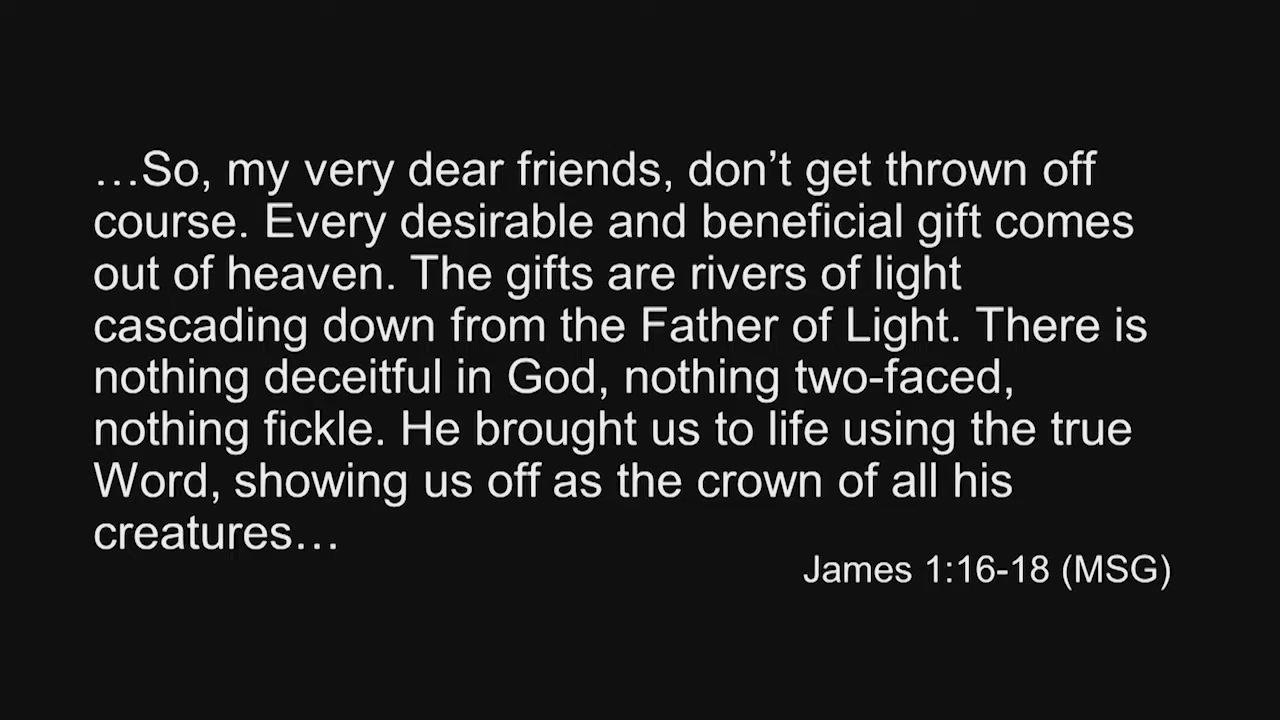 …So, my very dear friends, don’t get thrown off
course. Every desirable and beneficial gift comes
out of heaven. The gifts are rivers of light
cascading down from the Father of Light. There is
nothing deceitful in God, nothing two-faced,
nothing fickle. He brought us to life using the true
Word, showing us off as the crown of all his
creatures…
James 1:16-18 (MSG)